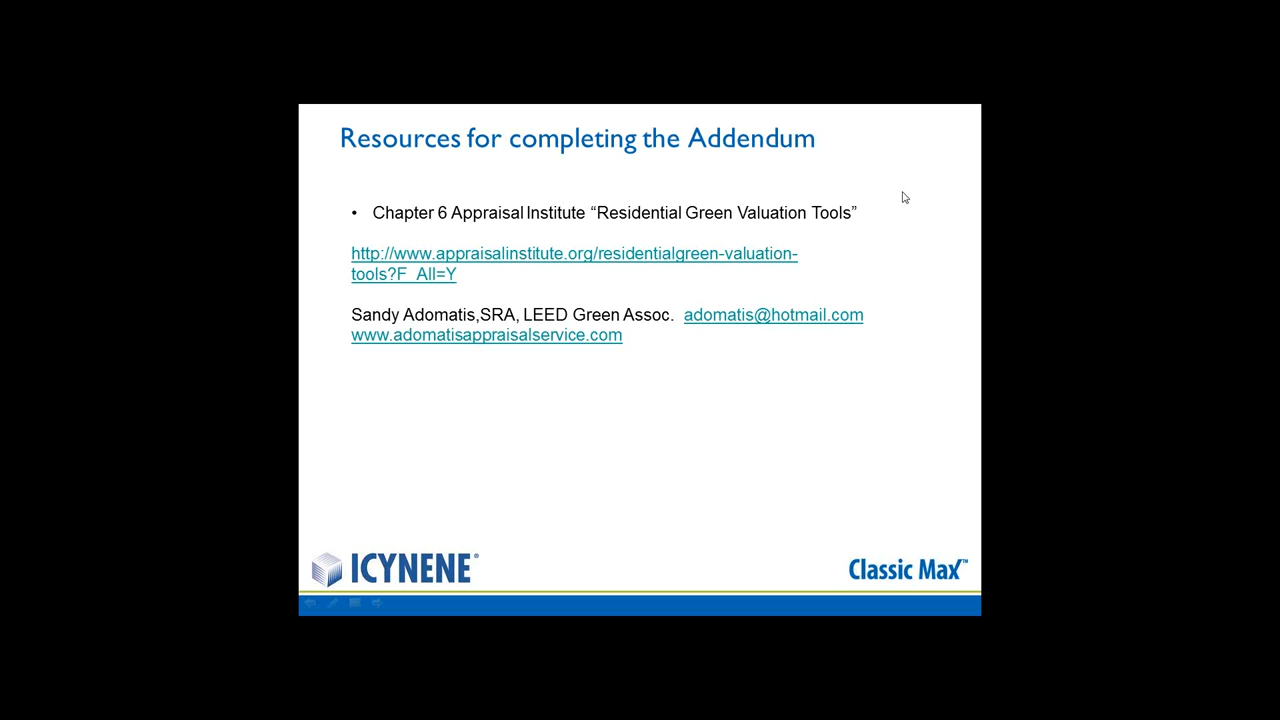 Resources for completing the Addendum
• Chapter 6 Appraisal Institute “Residential Green Valuation Tools”
http://www.appraisalinstitute.org/residentialgreen-valuation-
tools?F_All=Y
Sandy Adomatis,SRA, LEED Green Assoc. adomatis@hotmail.com
www.adomatisappraisalservice.com
ICYNENE®
Classic Max™